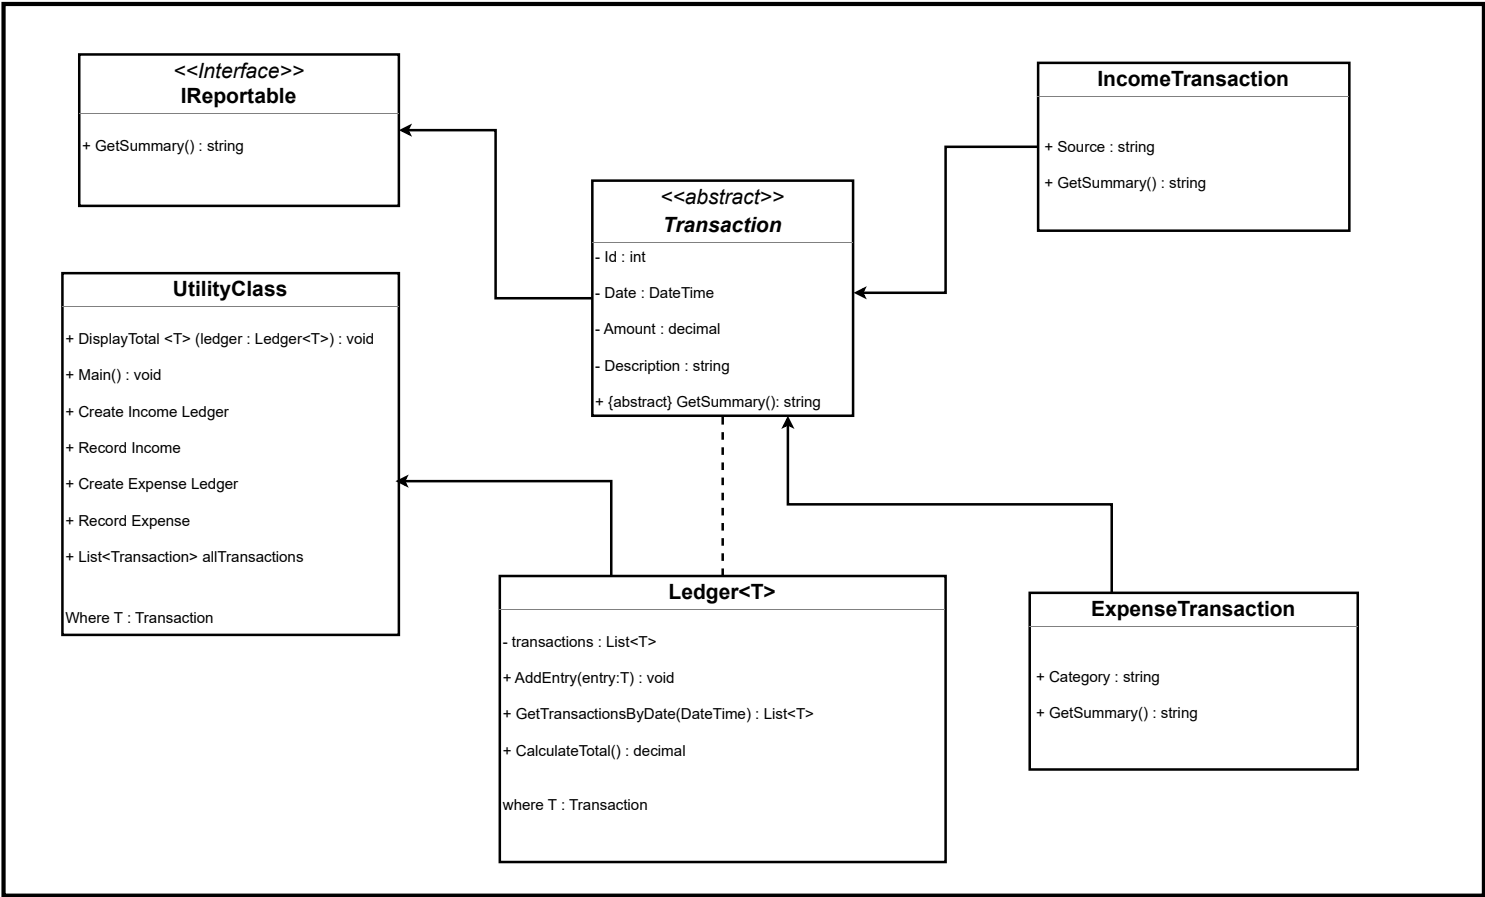 <<Interface>>
IReportable
+ GetSummary() : string
UtilityClass
+ DisplayTotal <T> (ledger : Ledger<T>) : void
+ Main() : void
+ Create Income Ledger
+ Record Income
+ Create Expense Ledger
+ Record Expense
+ List<Transaction> allTransactions
Where T : Transaction
<<abstract>>
Transaction
- Id : int
- Date : DateTime
- Amount : decimal
- Description : string
+ {abstract} GetSummary(): string
Ledger<T>
- transactions : List<T>
+ AddEntry(entry:T) : void
+ GetTransactionsByDate(DateTime) : List<T>
+ CalculateTotal() : decimal
where T : Transaction
IncomeTransaction
+ Source : string
+ GetSummary() : string
ExpenseTransaction
+ Category : string
+ GetSummary() : string